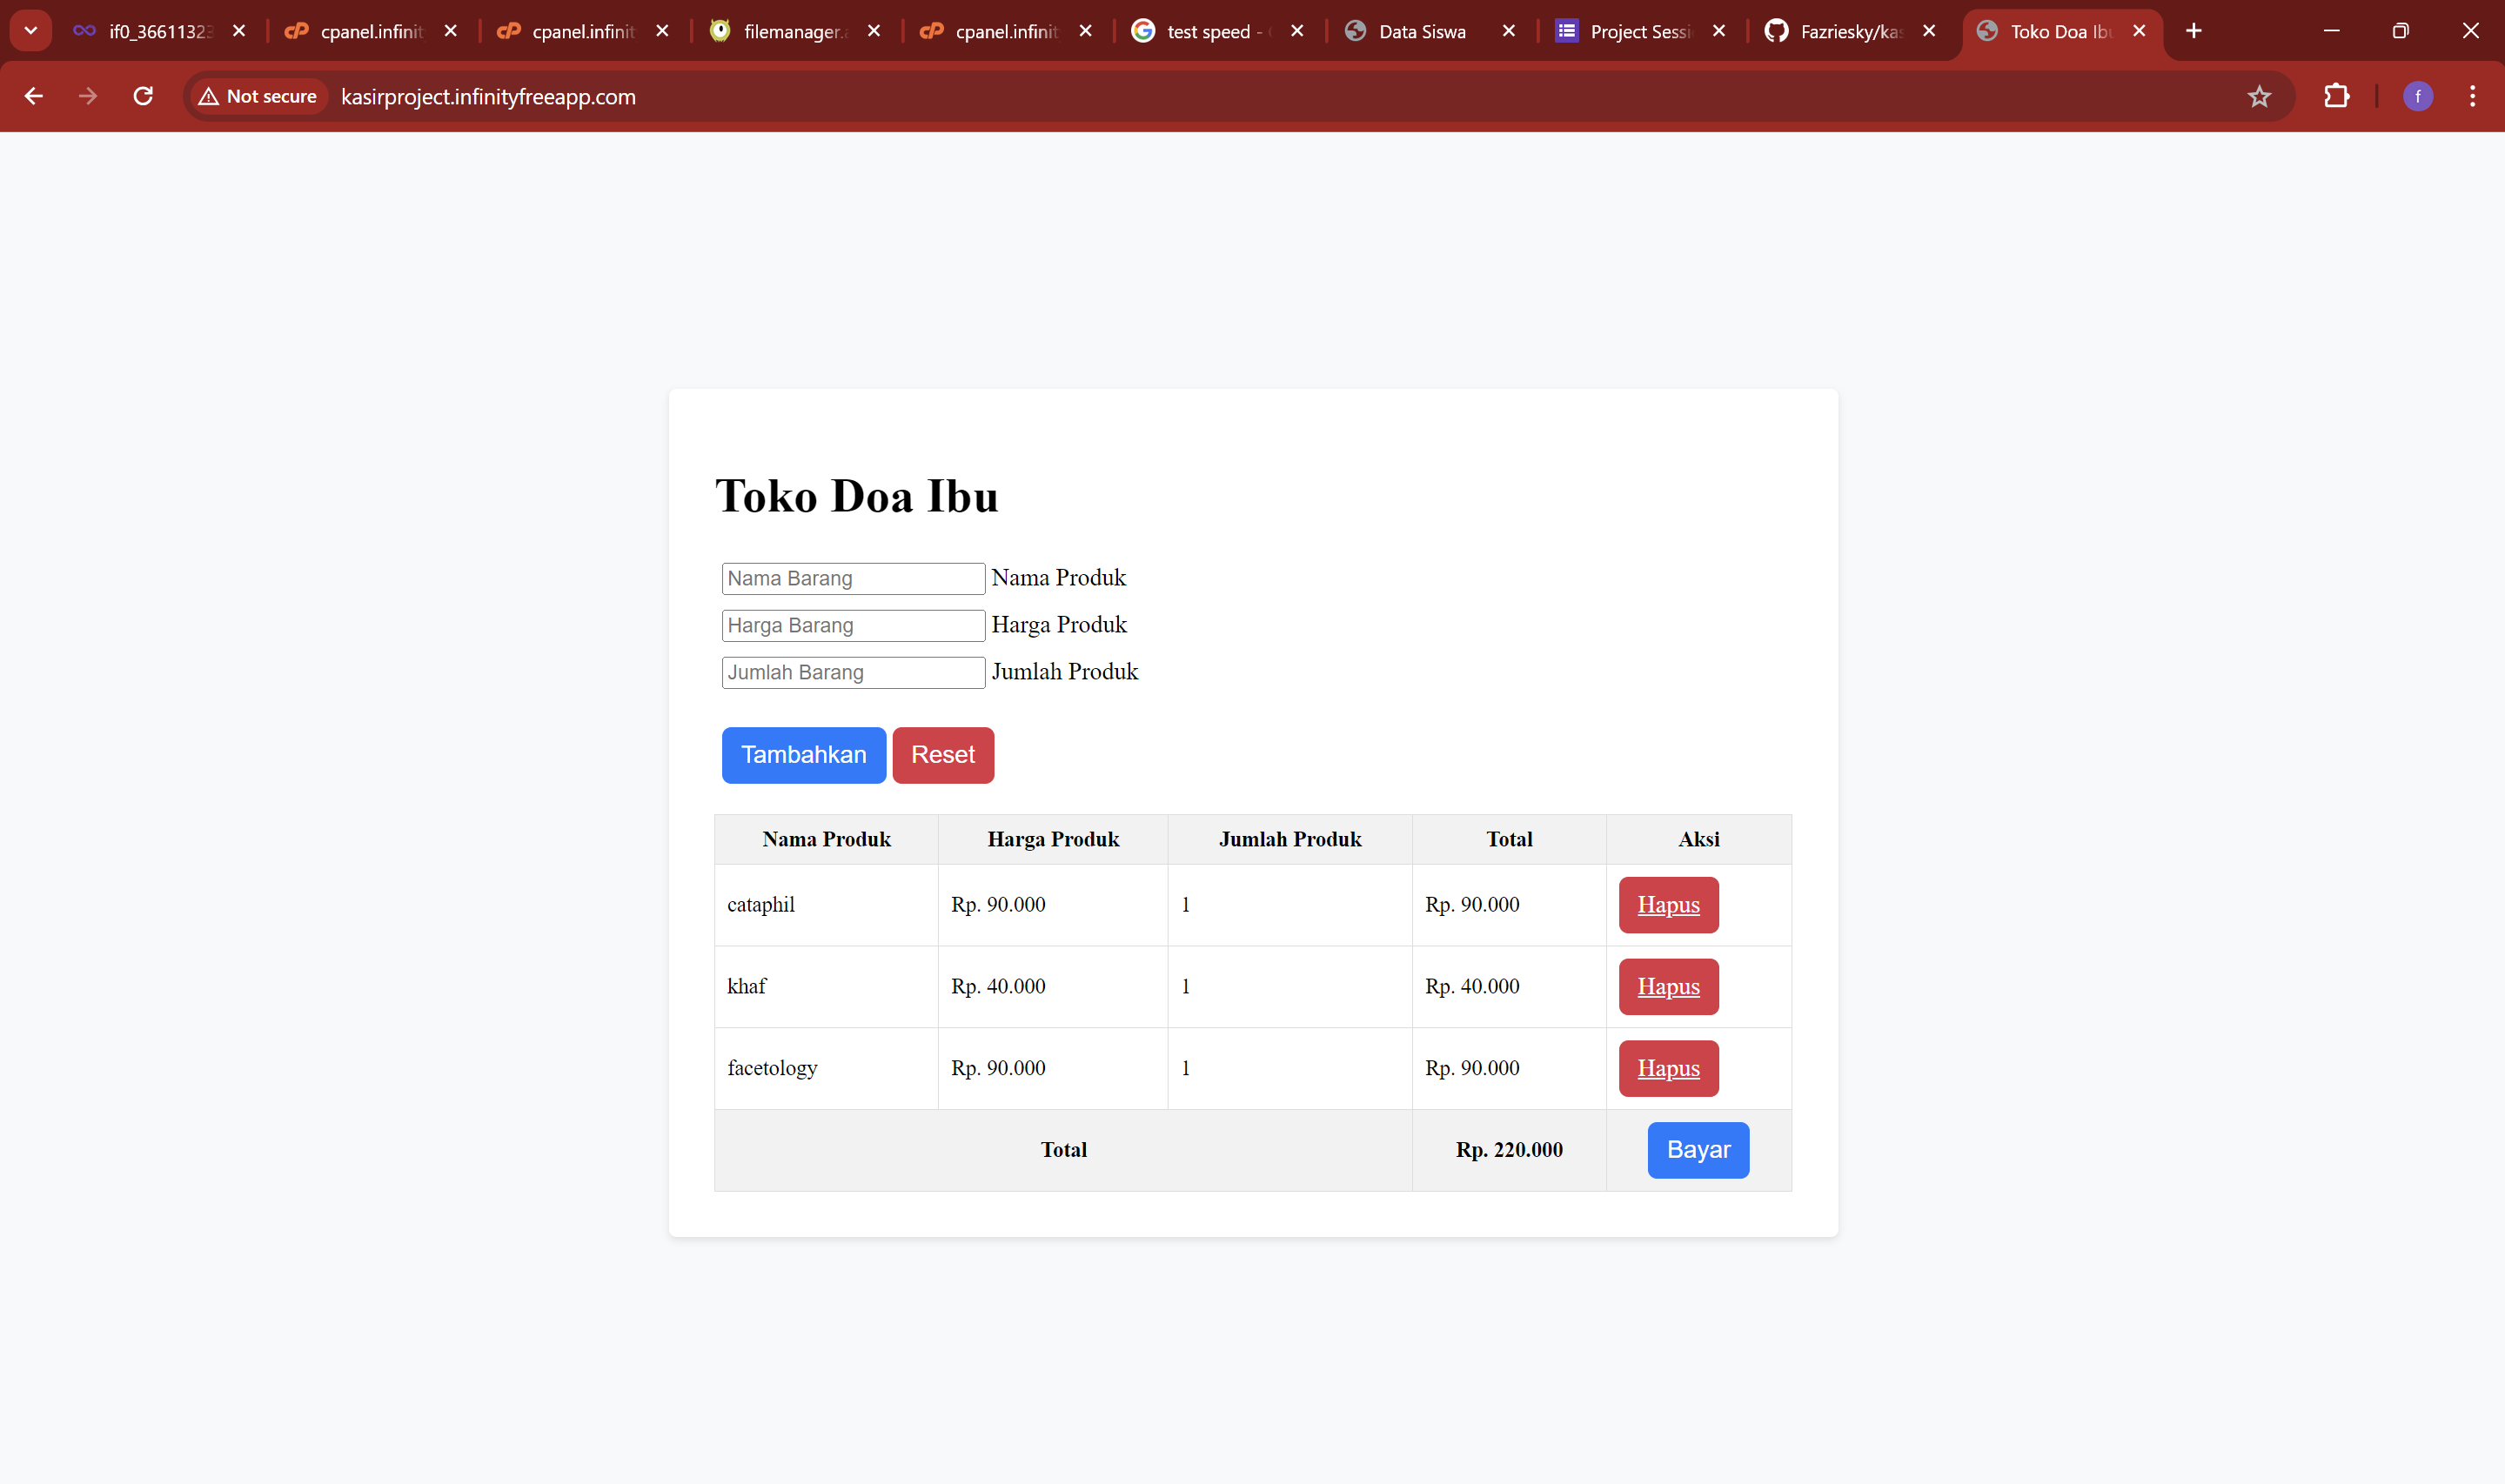 if0_36611323 cpanel.infinit cpanel.infinit filemanager. cpanel.infinit test speed - Data Siswa Project Sessi Fazriesky/kas Toko Doa Ibu
Not secure kasirproject.infinityfreeapp.com f
Toko Doa Ibu
Nama Barang Nama Produk
Harga Barang Harga Produk
Jumlah Barang Jumlah Produk
Tambahkan Reset
Nama Produk Harga Produk Jumlah Produk Total Aksi
cataphil Rp. 90.000 1 Rp. 90.000 Hapus
khaf Rp. 40.000 1 Rp. 40.000 Hapus
facetology Rp. 90.000 1 Rp. 90.000 Hapus
Total Rp. 220.000 Bayar